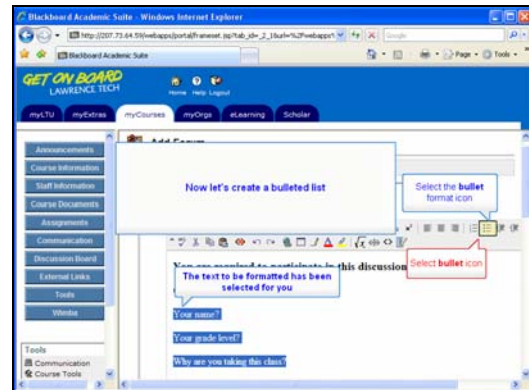 Blackboard Academic Suite - Windows Internet Explorer
Google
Blackboard Academic Suite
Page
Tools
GET ON BOARD
LAWRENCE TECH
Home Help Logout
myLTU myExtras myCourses myOrgs eLearning Scholar
Announcements
Course Information
Staff Information
Course Documents
Assignments
Communication
Discussion Board
External Links
Tools
Wimba
Tools
Communication
Course Tools
Add Forum
Now let's create a bulleted list
Select the bullet
format icon
Select bullet icon
You are required to participate in this discussion
The text to be formatted has been
selected for you
Your name?
Your grade level?
Why are you taking this class?